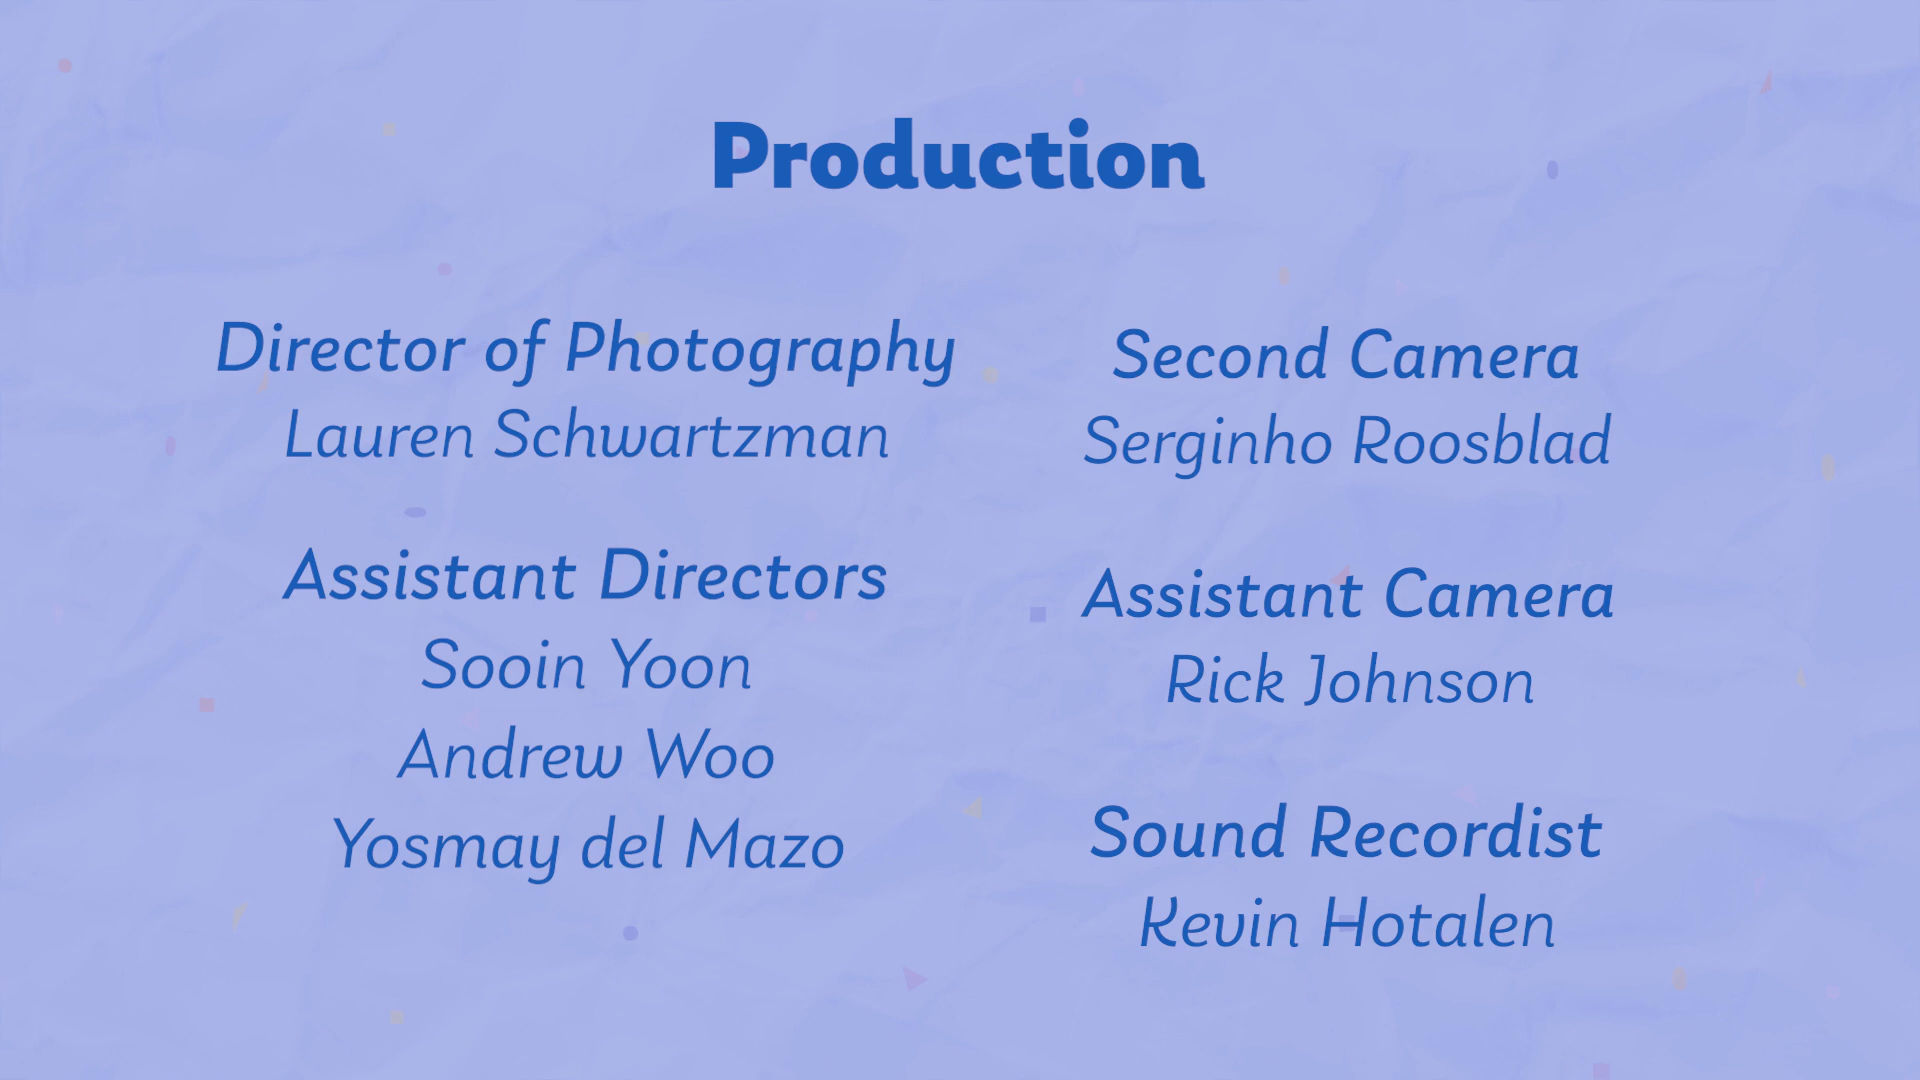 Production
Director of Photography
Lauren Schwartzman
Assistant Directors
Sooin Yoon
Andrew Woo
Yosmay del Mazo
Second Camera
Serginho Roosblad
Assistant Camera
Rick Johnson
Sound Recordist
Kevin Hotalen